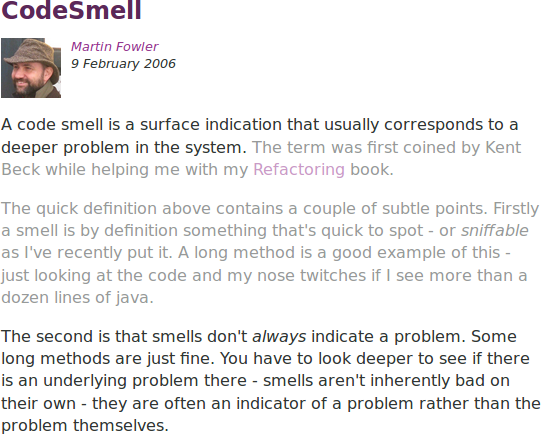 CodeSmell
Martin Fowler
9 February 2006
A code smell is a surface indication that usually corresponds to a
deeper problem in the system. The term was first coined by Kent
Beck while helping me with my Refactoring book.
The quick definition above contains a couple of subtle points. Firstly
a smell is by definition something that's quick to spot - or sniffable
as I've recently put it. A long method is a good example of this -
just looking at the code and my nose twitches if I see more than a
dozen lines of java.
The second is that smells don't always indicate a problem. Some
long methods are just fine. You have to look deeper to see if there
is an underlying problem there - smells aren't inherently bad on
their own - they are often an indicator of a problem rather than the
problem themselves.